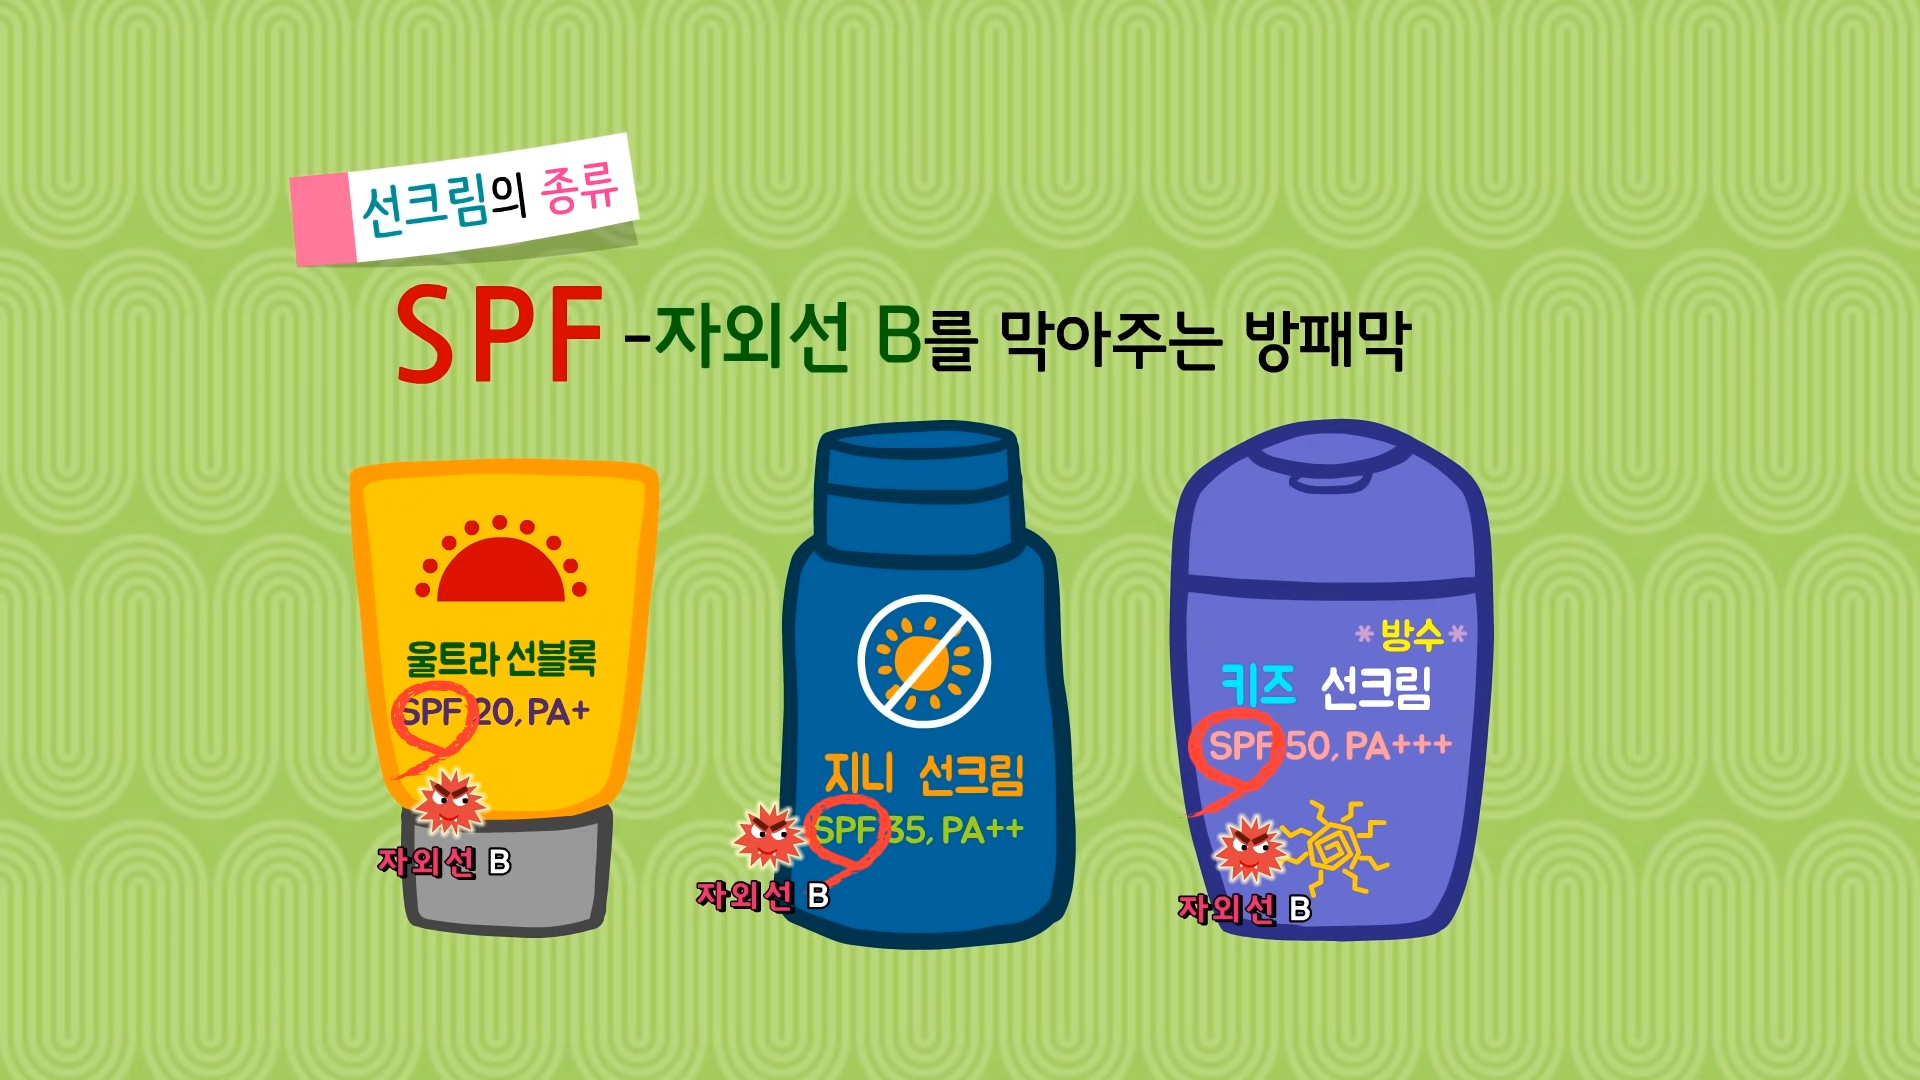 선크림의 종류
SPF -자외선 B를 막아주는 방패막
울트라 선블록
SPF 20, PA+
자외선 B
지니 선크림
SPF 35, PA++
자외선 B
*방수*
키즈 선크림
SPF 50, PA+++
자외선 B